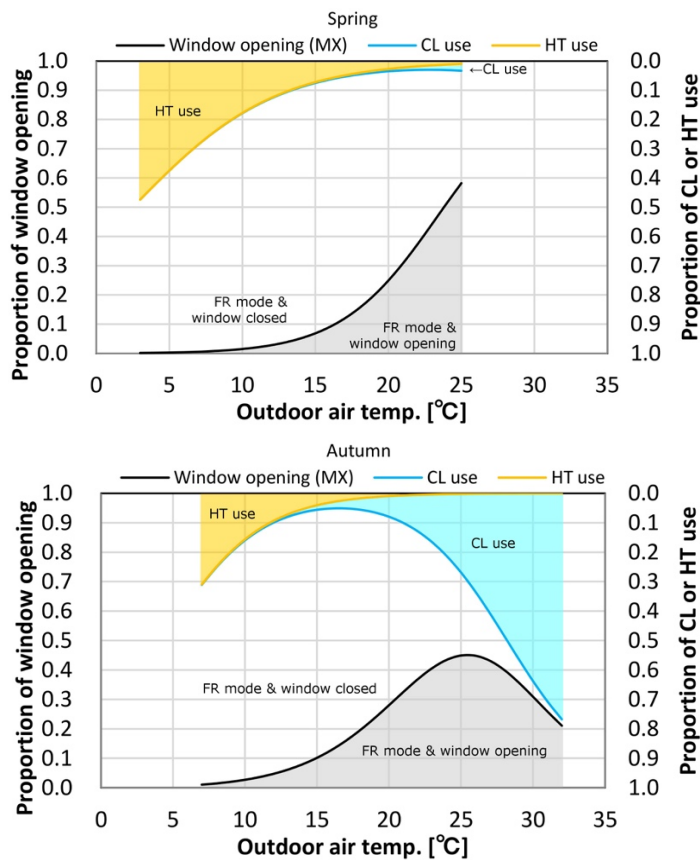 Spring
Window opening (MX) CL use HT use
Proportion of window opening
1.0
0.9
0.8
0.7
0.6
0.5
0.4
0.3
0.2
0.1
0.0
HT use
←CL use
FR mode &
window closed
FR mode &
window opening
0.0
0.1
0.2
0.3
0.4
0.5
0.6
0.7
0.8
0.9
1.0
Proportion of CL or HT use
0 5 10 15 20 25 30 35
Outdoor air temp. [℃]
Autumn
Window opening (MX) CL use HT use
Proportion of window opening
1.0
0.9
0.8
0.7
0.6
0.5
0.4
0.3
0.2
0.1
0.0
HT use
CL use
FR mode & window closed
FR mode & window opening
0.0
0.1
0.2
0.3
0.4
0.5
0.6
0.7
0.8
0.9
1.0
Proportion of CL or HT use
0 5 10 15 20 25 30 35
Outdoor air temp. [℃]